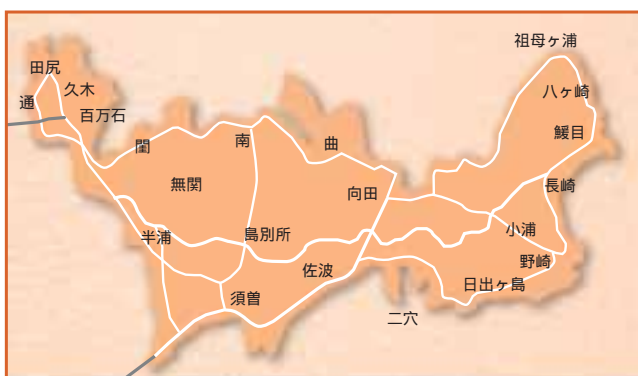 祖母ヶ浦
田尻
久木
八ヶ崎
通
百万石
鰀目
閨
南
曲
無関
向田
長崎
半浦
島別所
小浦
佐波
野崎
須曽
日出ヶ島
二穴